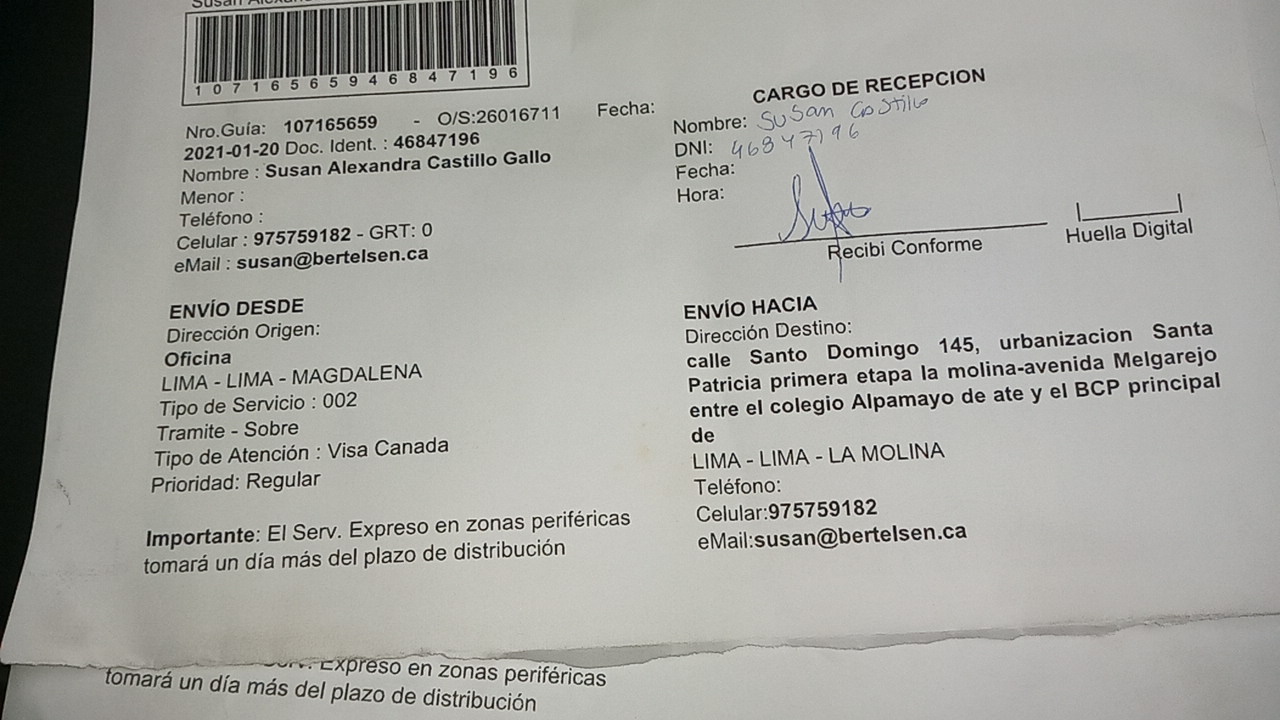 Susan
1 0 7 1 6 5 6 5 9 4 6 8 4 7 1 9 6
Nro.Guía: 107165659 - O/S:26016711 Fecha:
2021-01-20 Doc. Ident. : 46847196
Nombre : Susan Alexandra Castillo Gallo
Menor :
Teléfono :
Celular : 975759182 - GRT: 0
eMail : susan@bertelsen.ca
CARGO DE RECEPCION
Nombre: Susan Castillo
DNI: 46847196
Fecha:
Hora:
Recibi Conforme
Huella Digital
ENVÍO DESDE
Dirección Origen:
Oficina
LIMA - LIMA - MAGDALENA
Tipo de Servicio : 002
Tramite - Sobre
Tipo de Atención : Visa Canada
Prioridad: Regular
Importante: El Serv. Expreso en zonas periféricas
tomará un día más del plazo de distribución
ENVÍO HACIA
Dirección Destino:
calle Santo Domingo 145, urbanizacion Santa
Patricia primera etapa la molina-avenida Melgarejo
entre el colegio Alpamayo de ate y el BCP principal
de
LIMA - LIMA - LA MOLINA
Teléfono:
Celular:975759182
eMail:susan@bertelsen.ca
Expreso en zonas periféricas
tomará un día más del plazo de distribución